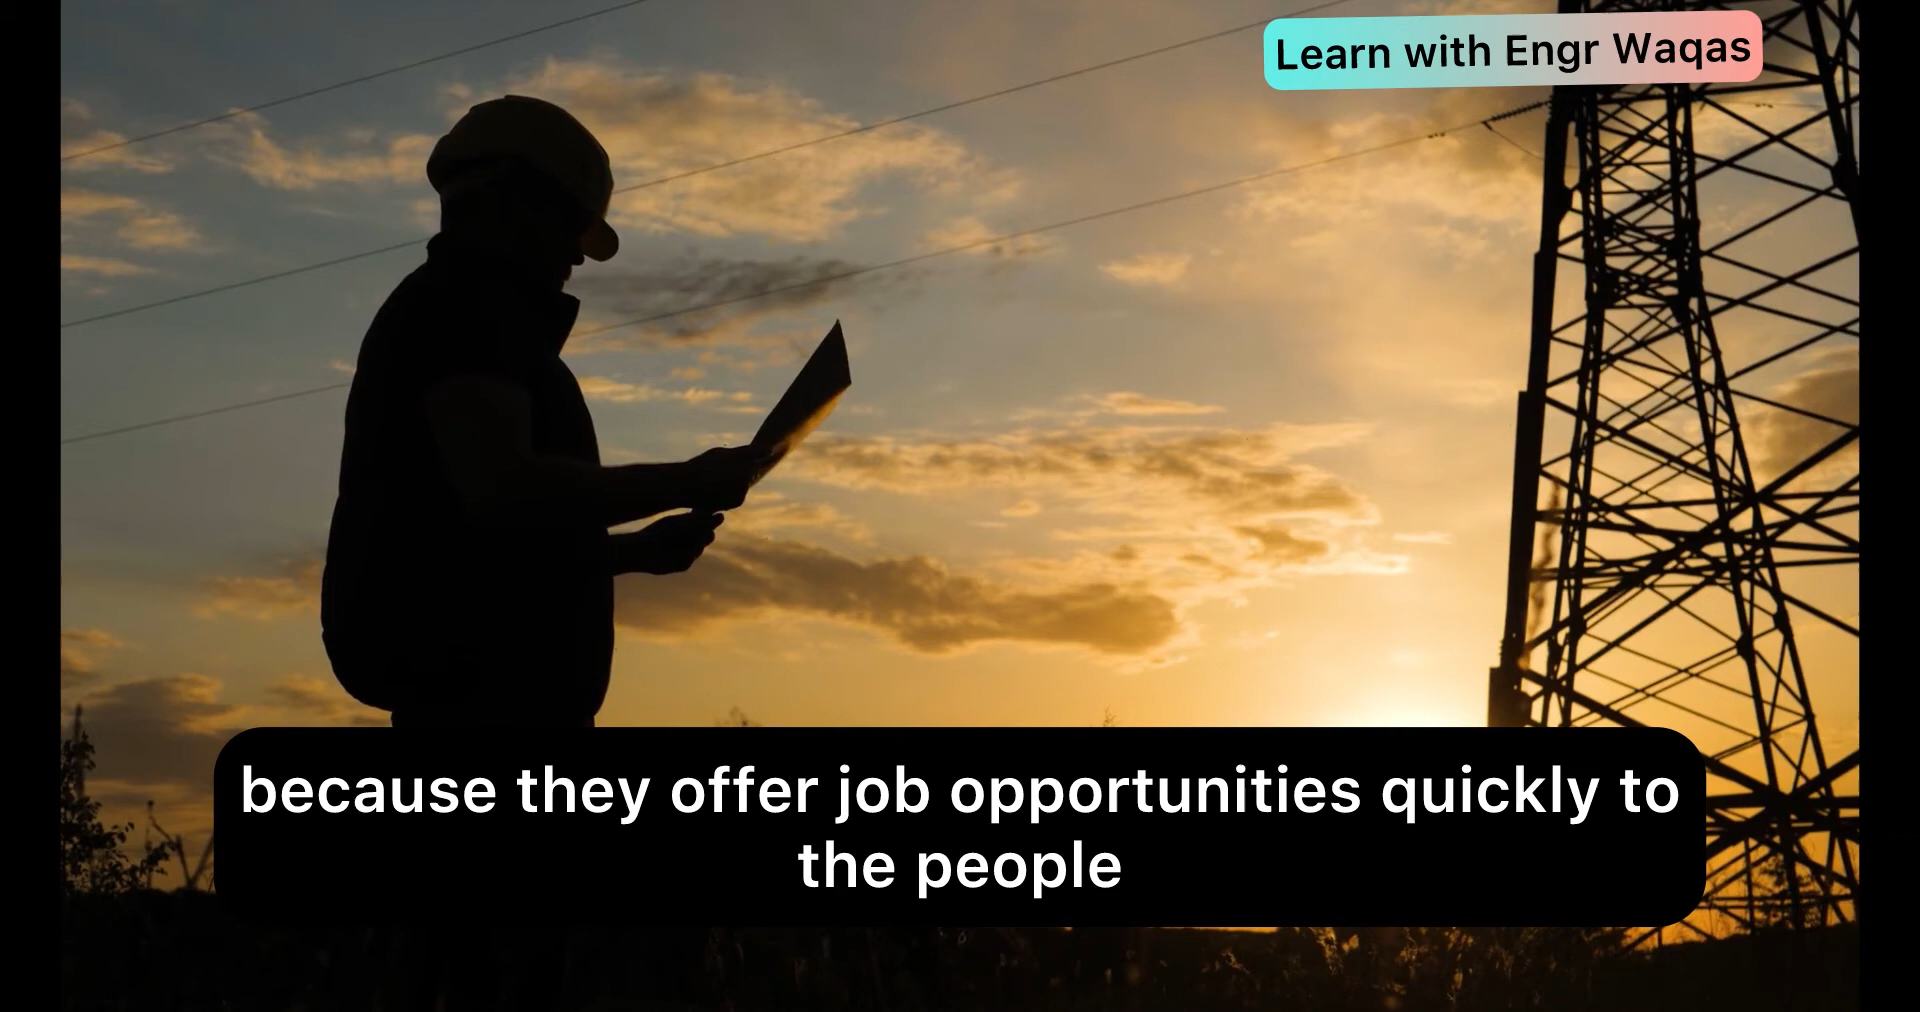 Learn with Engr Waqas
because they offer job opportunities quickly to
the people